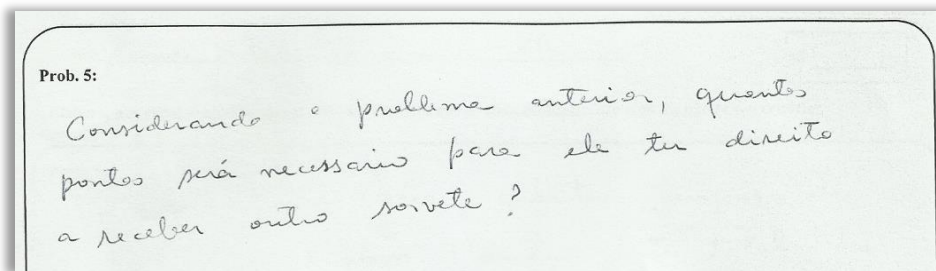 Prob. 5:
Considerando o problema anterior, quantos
pontos será necessario para ele ter direito
a receber outro sorvete?